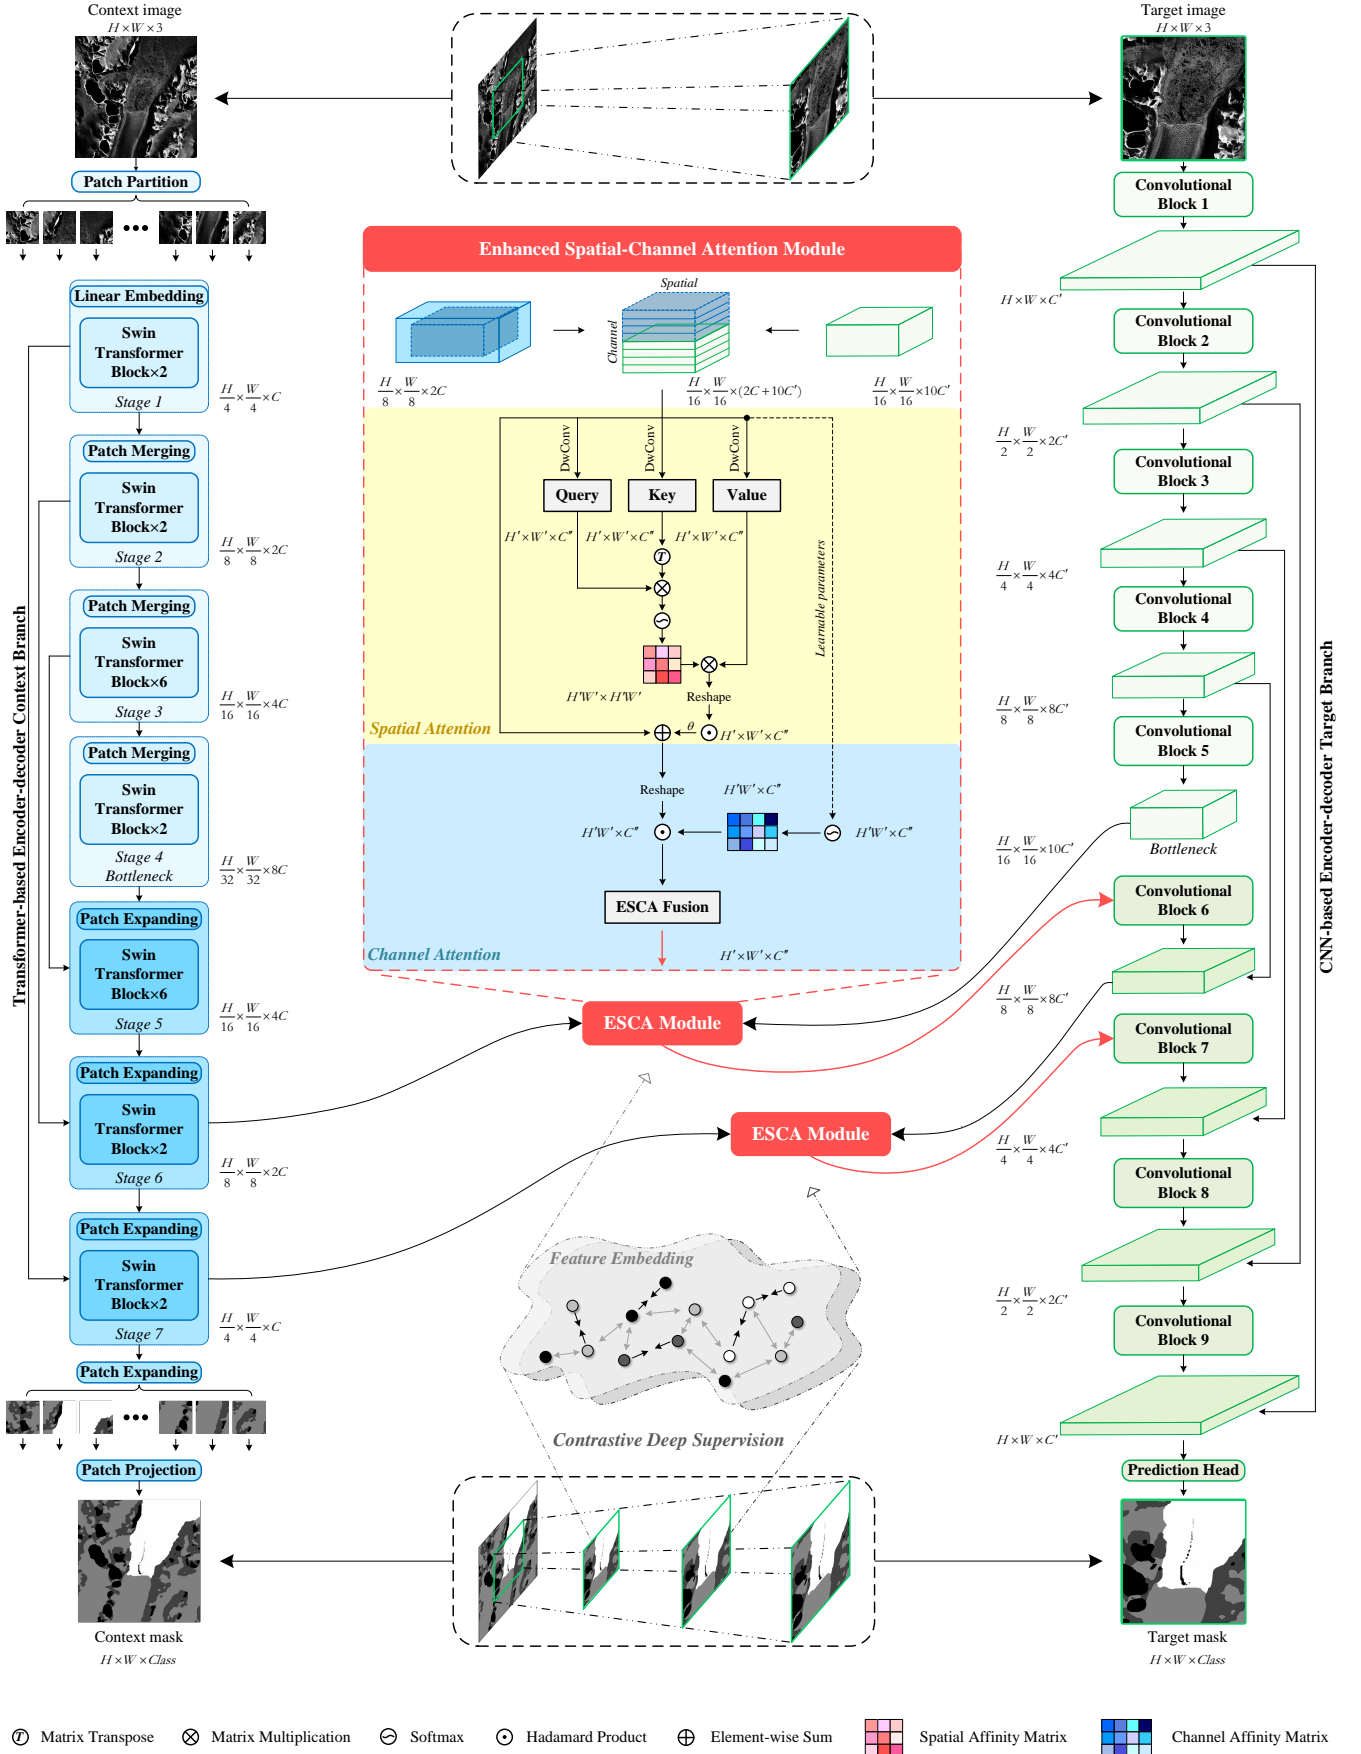 Context image
H×W×3
Target image
H×W×3
Patch Partition
Convolutional
Block 1
Enhanced Spatial-Channel Attention Module
H×W×C′
Linear Embedding
Swin
Transformer
Block×2
Stage 1
H/4×W/4×C
Spatial
Channel
H/8×W/8×2C
H/16×W/16×(2C+10C′)
H/16×W/16×10C′
Convolutional
Block 2
H/2×W/2×2C′
Patch Merging
Swin
Transformer
Block×2
Stage 2
H/8×W/8×2C
DwConv
DwConv
DwConv
Query
Key
Value
H′×W′×C″
H′×W′×C″
H′×W′×C″
T
Learnable parameters
Convolutional
Block 3
H/4×W/4×4C′
Patch Merging
Swin
Transformer
Block×6
Stage 3
H/16×W/16×4C
H′W′×H′W′
Reshape
θ
H′×W′×C″
Spatial Attention
Convolutional
Block 4
H/8×W/8×8C′
Convolutional
Block 5
Patch Merging
Swin
Transformer
Block×2
Stage 4
Bottleneck
H/32×W/32×8C
Reshape
H′W′×C″
H′W′×C″
H′W′×C″
ESCA Fusion
Channel Attention
H′×W′×C″
H/16×W/16×10C′
Bottleneck
Transformer-based Encoder-decoder Context Branch
CNN-based Encoder-decoder Target Branch
Patch Expanding
Swin
Transformer
Block×6
Stage 5
H/16×W/16×4C
Convolutional
Block 6
H/8×W/8×8C′
ESCA Module
Convolutional
Block 7
Patch Expanding
Swin
Transformer
Block×2
Stage 6
H/8×W/8×2C
ESCA Module
H/4×W/4×4C′
Convolutional
Block 8
Patch Expanding
Swin
Transformer
Block×2
Stage 7
H/4×W/4×C
Feature Embedding
H/2×W/2×2C′
Convolutional
Block 9
Patch Expanding
Contrastive Deep Supervision
H×W×C′
Patch Projection
Prediction Head
Context mask
H×W×Class
Target mask
H×W×Class
T Matrix Transpose
Matrix Multiplication
Softmax
Hadamard Product
Element-wise Sum
Spatial Affinity Matrix
Channel Affinity Matrix